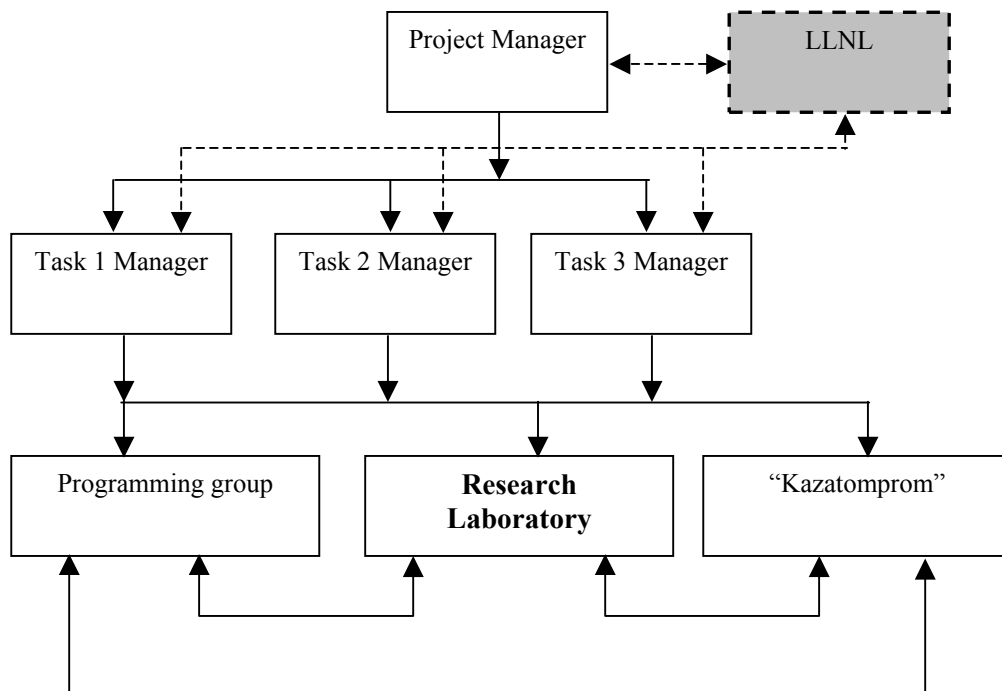 Project Manager
LLNL
Task 1 Manager
Task 2 Manager
Task 3 Manager
Programming group
Research
Laboratory
“Kazatomprom”